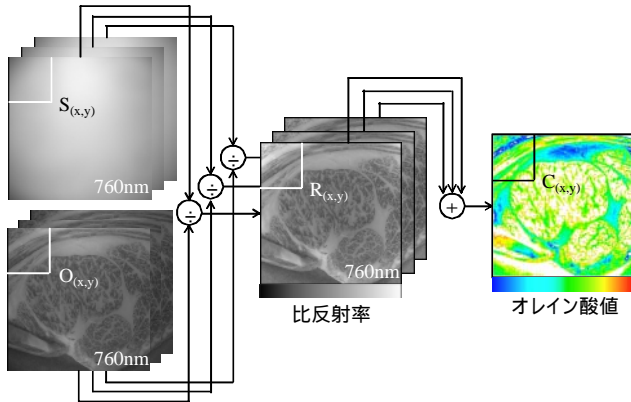 S(x,y)
760nm
O(x,y)
760nm
÷
÷
÷
R(x,y)
760nm
比反射率
+
C(x,y)
オレイン酸値